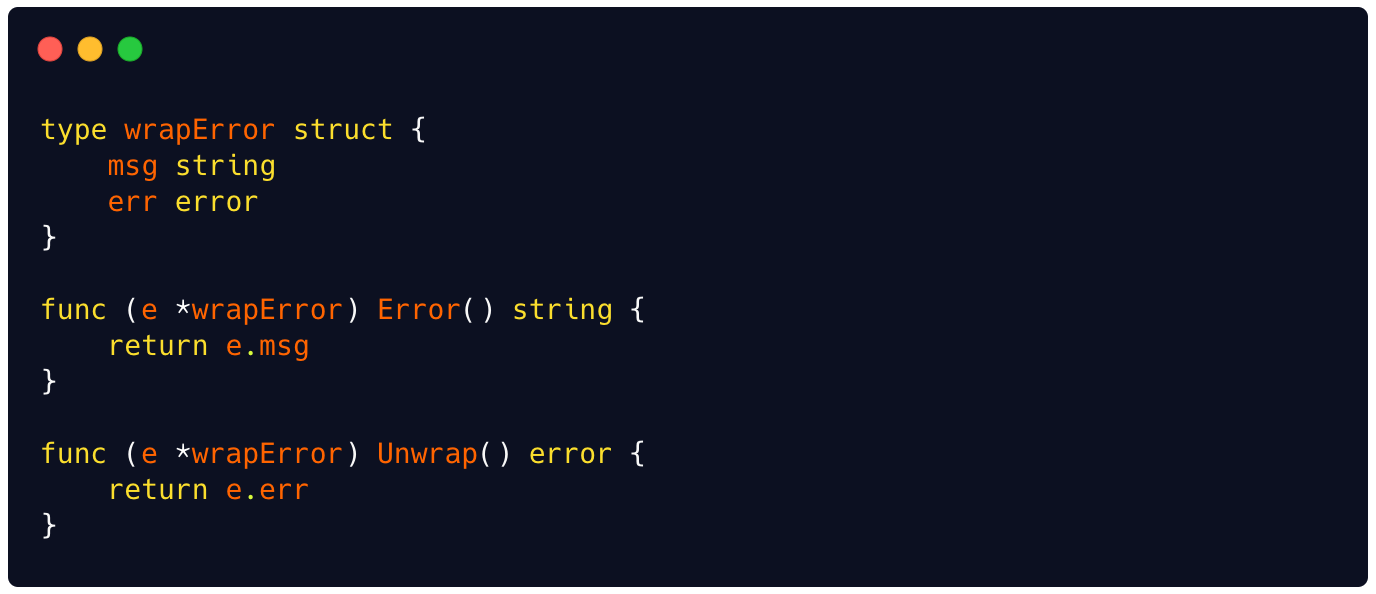 type wrapError struct {
    msg string
    err error
}

func (e *wrapError) Error() string {
    return e.msg
}

func (e *wrapError) Unwrap() error {
    return e.err
}